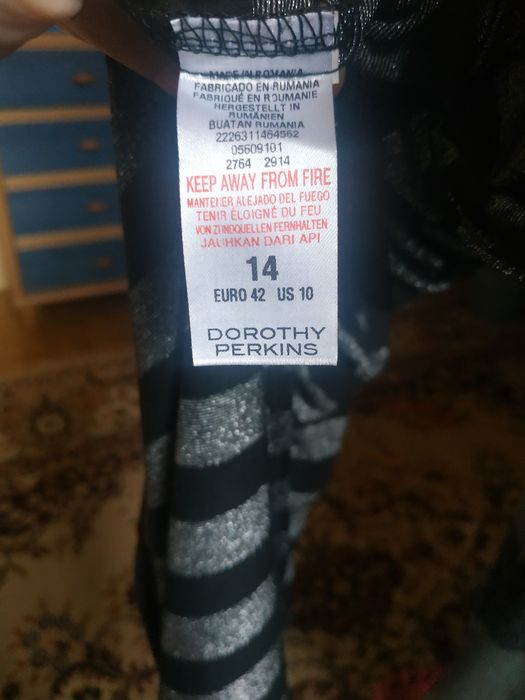 MADE IN ROMANIA
FABRICADO EN RUMANIA
FABRIQUÉ EN ROUMANIE
HERGESTELLT IN
RUMÄNIEN
BUATAN RUMANIA
2226311454562
05609101
2764 2914
KEEP AWAY FROM FIRE
MANTENER ALEJADO DEL FUEGO
TENIR ÉLOIGNÉ DU FEU
VON ZÜNDQUELLEN FERNHALTEN
JAUHKAN DARI API
14
EURO 42 US 10
DOROTHY
PERKINS